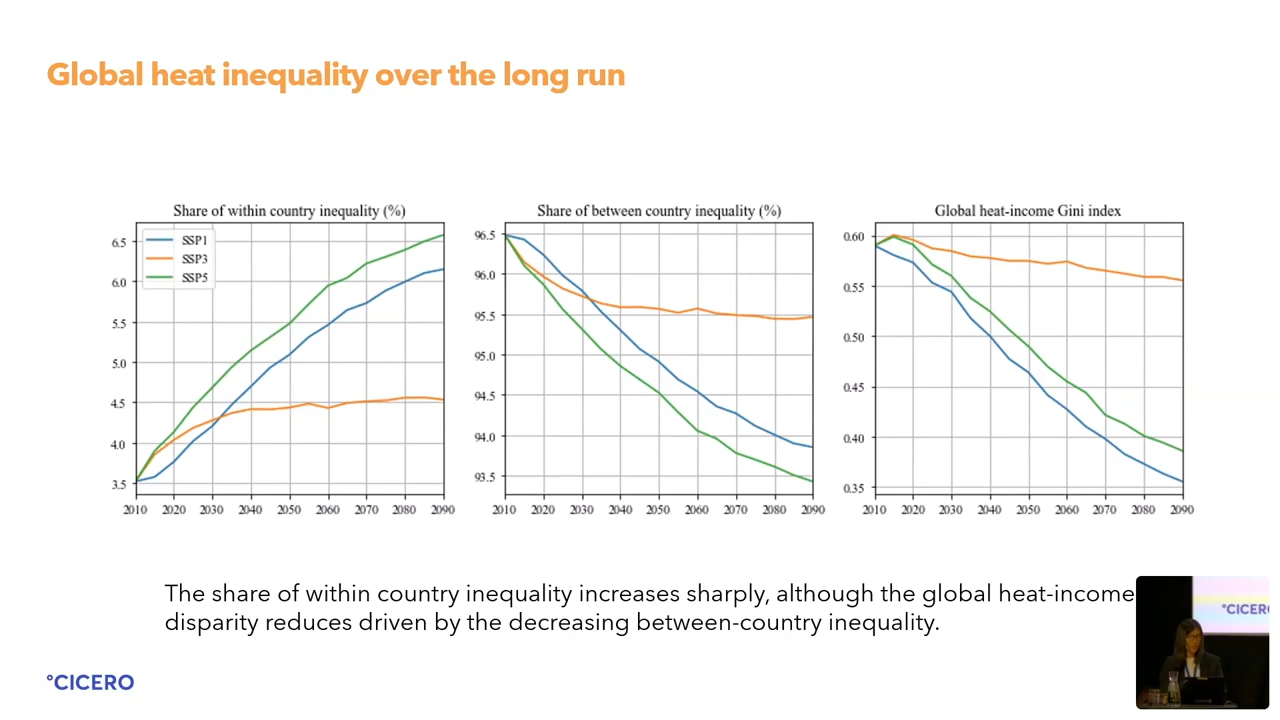 Global heat inequality over the long run
Share of within country inequality (%)
SSP1
SSP3
SSP5
6.5
6.0
5.5
5.0
4.5
4.0
3.5
2010 2020 2030 2040 2050 2060 2070 2080 2090
Share of between country inequality (%)
96.5
96.0
95.5
95.0
94.5
94.0
93.5
2010 2020 2030 2040 2050 2060 2070 2080 2090
Global heat-income Gini index
0.60
0.55
0.50
0.45
0.40
0.35
2010 2020 2030 2040 2050 2060 2070 2080 2090
The share of within country inequality increases sharply, although the global heat-income
disparity reduces driven by the decreasing between-country inequality.
°CICERO
°CICERO